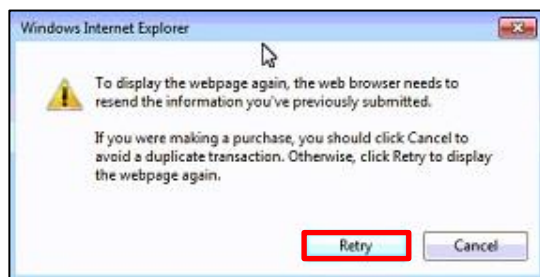 Windows Internet Explorer
To display the webpage again, the web browser needs to
resend the information you've previously submitted.
If you were making a purchase, you should click Cancel to
avoid a duplicate transaction. Otherwise, click Retry to display
the webpage again.
Retry Cancel